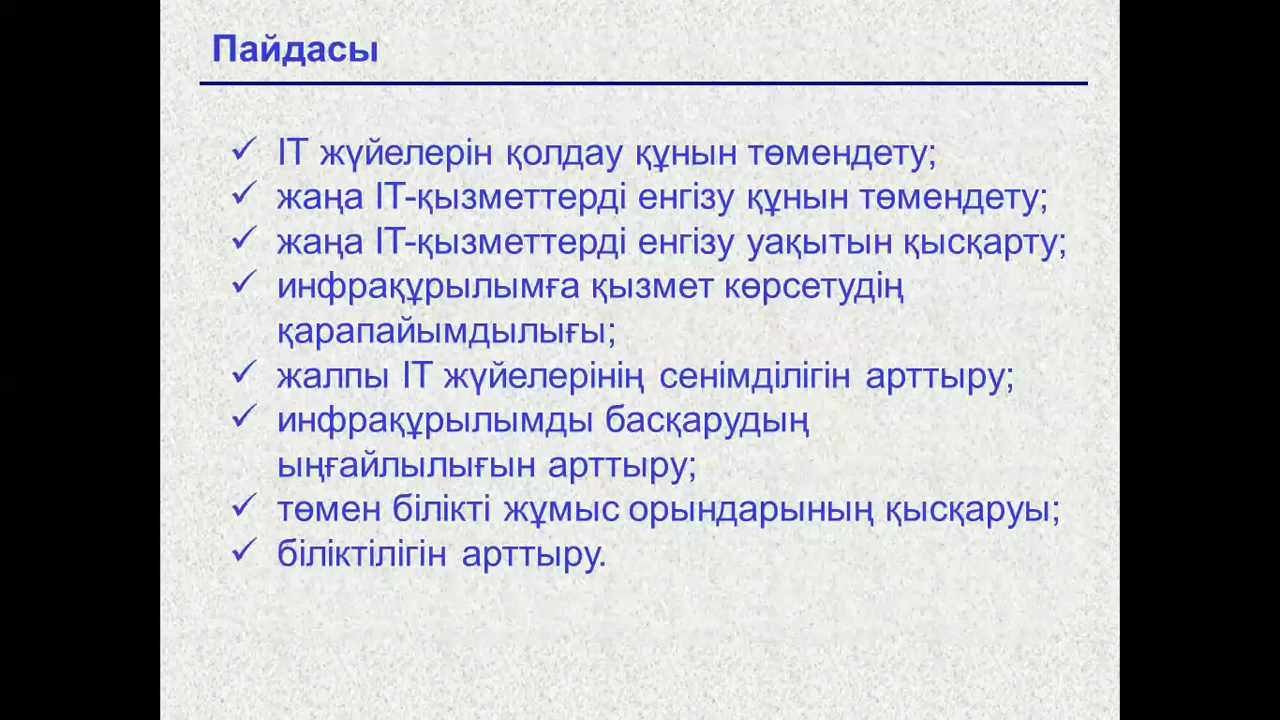 Пайдасы
✓ IT жүйелерін қолдау құнын төмендету;
✓ жаңа IT-қызметтерді енгізу құнын төмендету;
✓ жаңа IT-қызметтерді енгізу уақытын қысқарту;
✓ инфрақұрылымға қызмет көрсетудің
қарапайымдылығы;
✓ жалпы IT жүйелерінің сенімділігін арттыру;
✓ инфрақұрылымды басқарудың
ыңғайлылығын арттыру;
✓ төмен білікті жұмыс орындарының қысқаруы;
✓ біліктілігін арттыру.